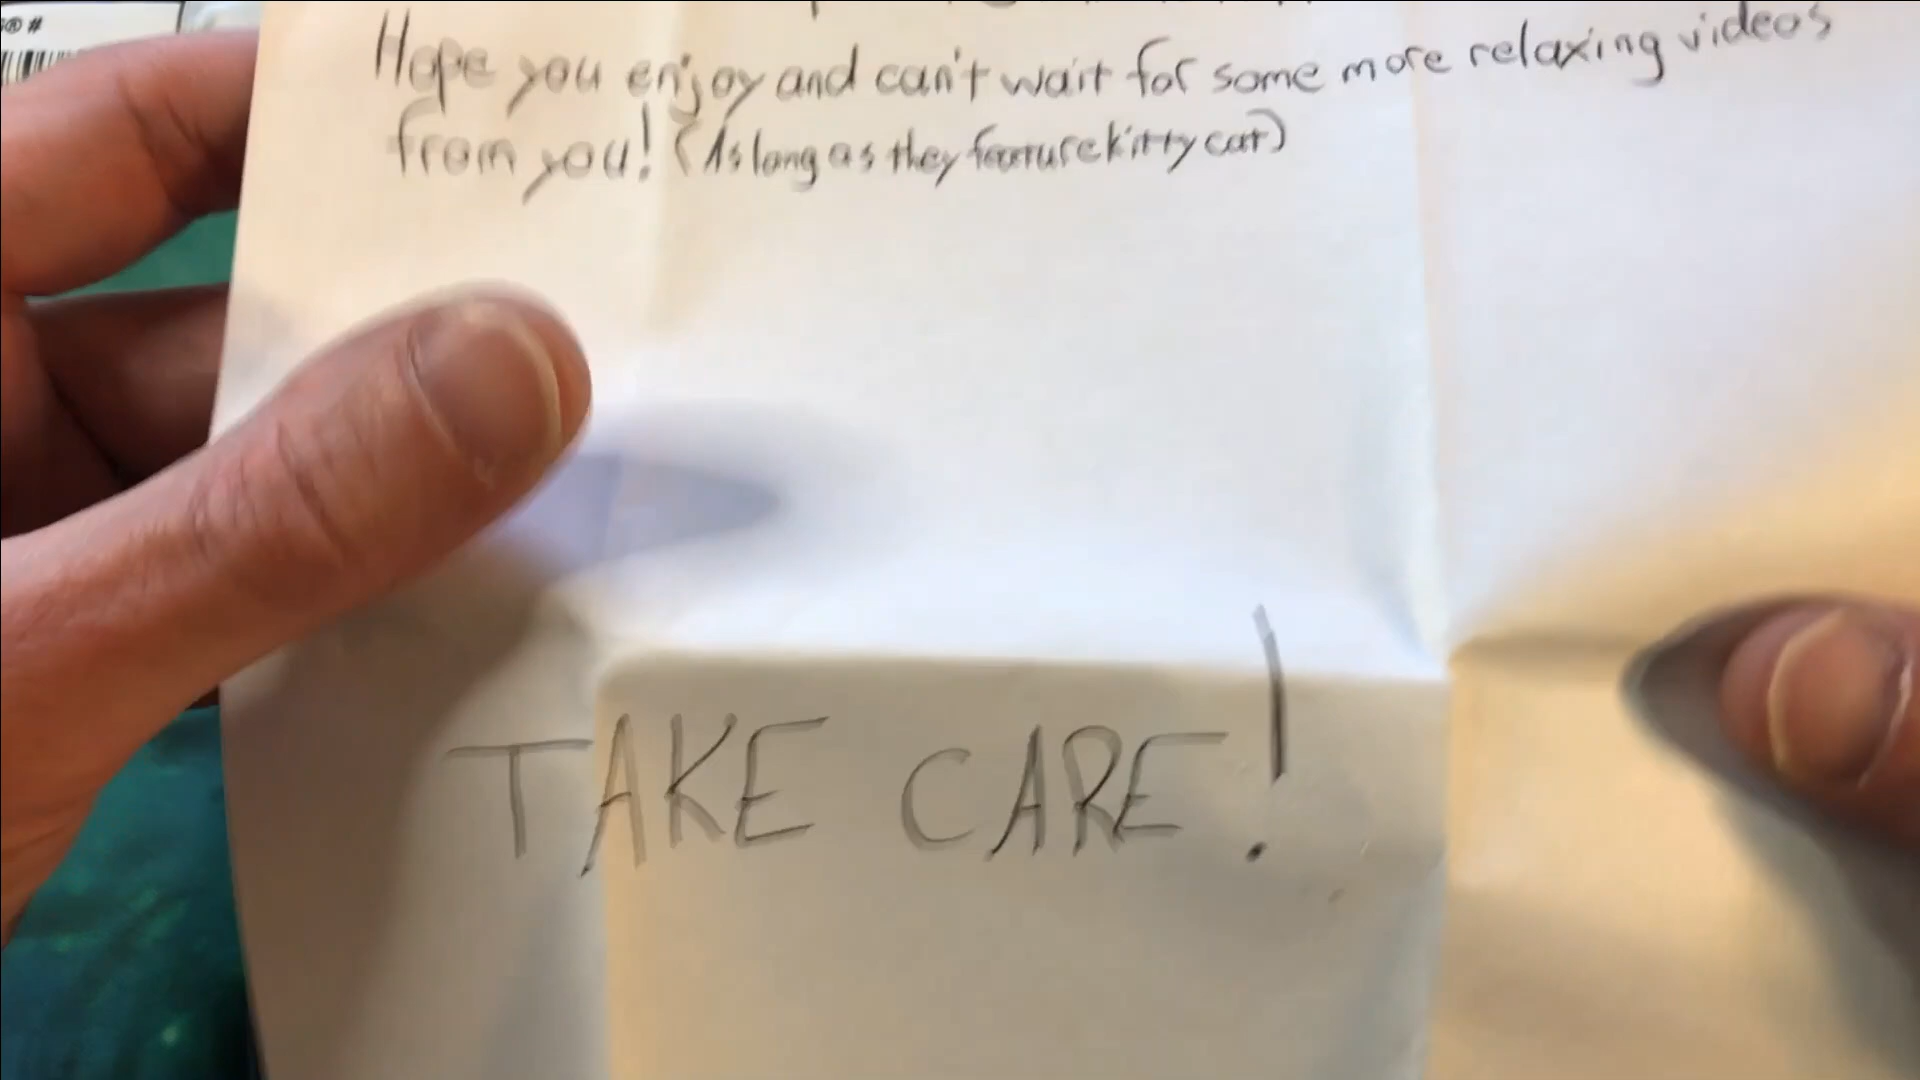 ® #
Hope you enjoy and can't wait for some more relaxing videos
from you! (As long as they feature kitty cat)
TAKE CARE!